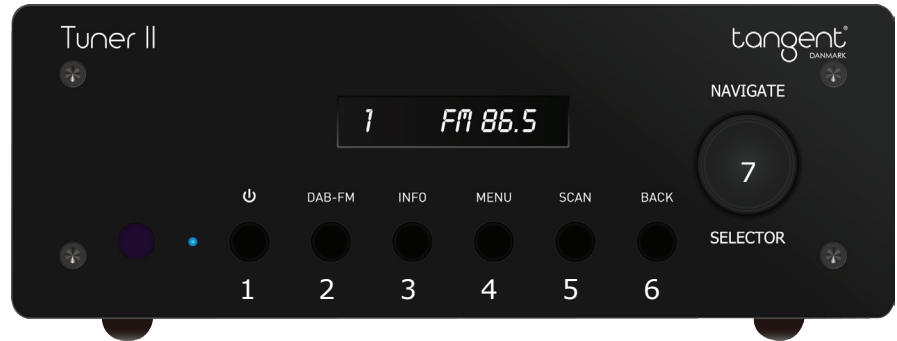 Tuner II
tangent®
DANMARK
NAVIGATE
1 FM 86.5
7
DAB-FM INFO MENU SCAN BACK
SELECTOR
1 2 3 4 5 6